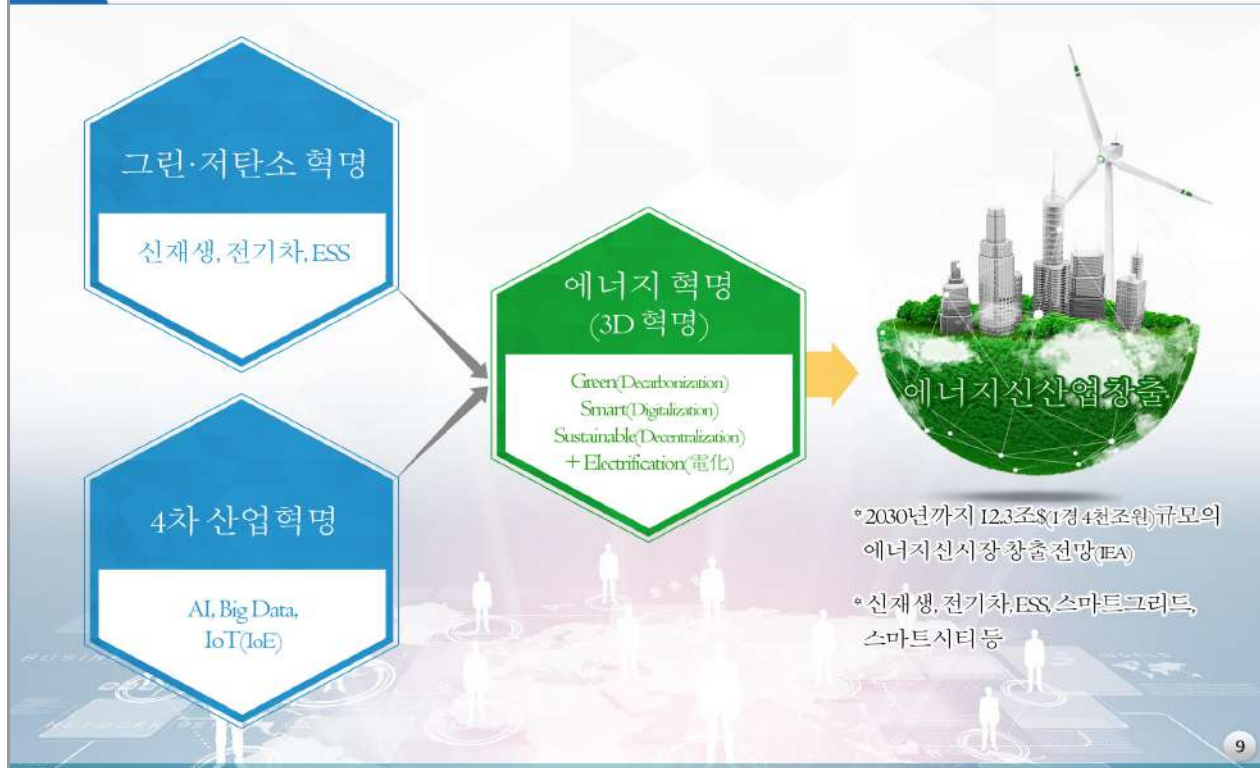 그린·저탄소 혁명
신재생, 전기차, ESS
4차 산업혁명
AI, Big Data,
IoT(IoE)
에너지 혁명
(3D 혁명)
Green(Decarbonization)
Smart(Digitalization)
Sustainable(Decentralization)
+ Electrification(電化)
에너지신산업창출
*2030년까지 12.3조$(1경 4천조원)규모의
에너지신시장 창출 전망(IEA)
*신재생, 전기차, ESS, 스마트그리드,
스마트시티 등
9